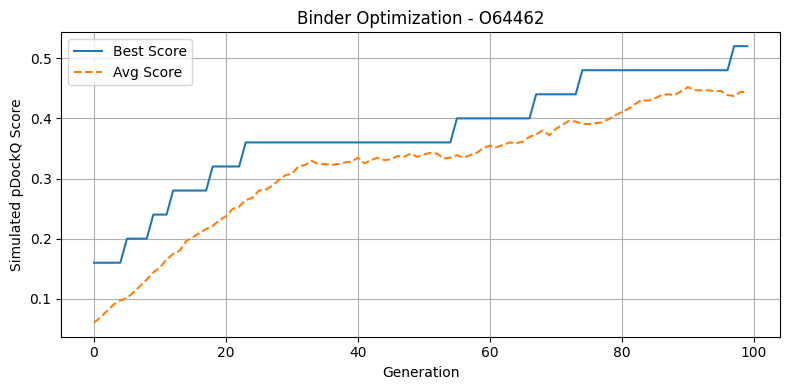 Binder Optimization - O64462
Best Score
Avg Score
Simulated pDockQ Score
0.5
0.4
0.3
0.2
0.1
0 20 40 60 80 100
Generation